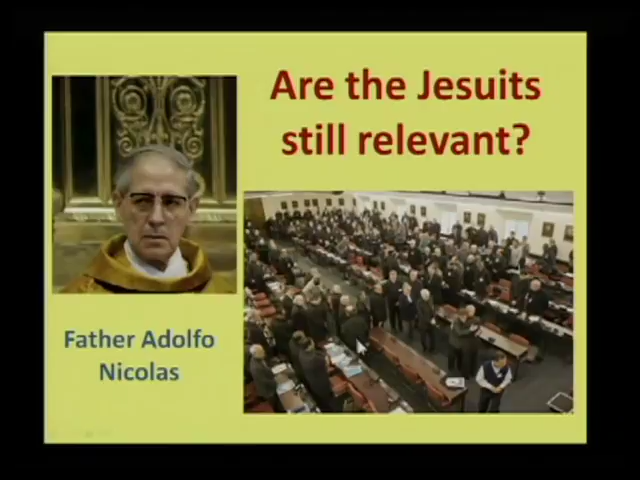 Are the Jesuits
still relevant?
Father Adolfo
Nicolas